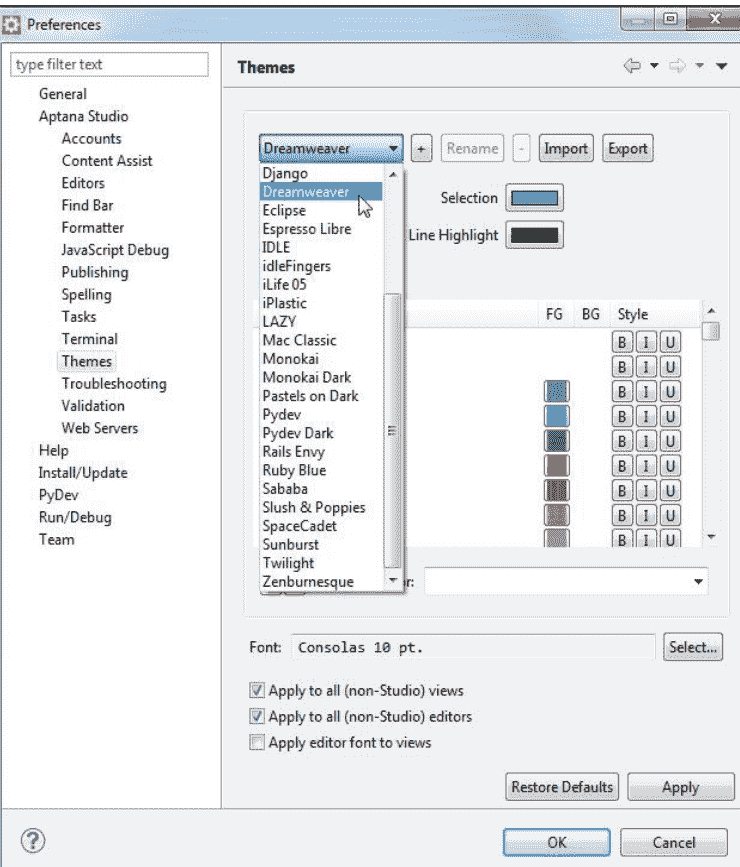 Preferences
type filter text
General
Aptana Studio
Accounts
Content Assist
Editors
Find Bar
Formatter
JavaScript Debug
Publishing
Spelling
Tasks
Terminal
Themes
Troubleshooting
Validation
Web Servers
Help
Install/Update
PyDev
Run/Debug
Team
Themes
Dreamweaver + Rename - Import Export
Django
Dreamweaver
Eclipse
Espresso Libre
IDLE
idleFingers
iLife 05
iPlastic
LAZY
Mac Classic
Monokai
Monokai Dark
Pastels on Dark
Pydev
Pydev Dark
Rails Envy
Ruby Blue
Sababa
Slush & Poppies
SpaceCadet
Sunburst
Twilight
Zenburnesque
Selection
Line Highlight
FG BG Style
B I U
B I U
B I U
B I U
B I U
B I U
B I U
B I U
B I U
r:
Font: Consolas 10 pt. Select...
Apply to all (non-Studio) views
Apply to all (non-Studio) editors
Apply editor font to views
Restore Defaults Apply
? OK Cancel